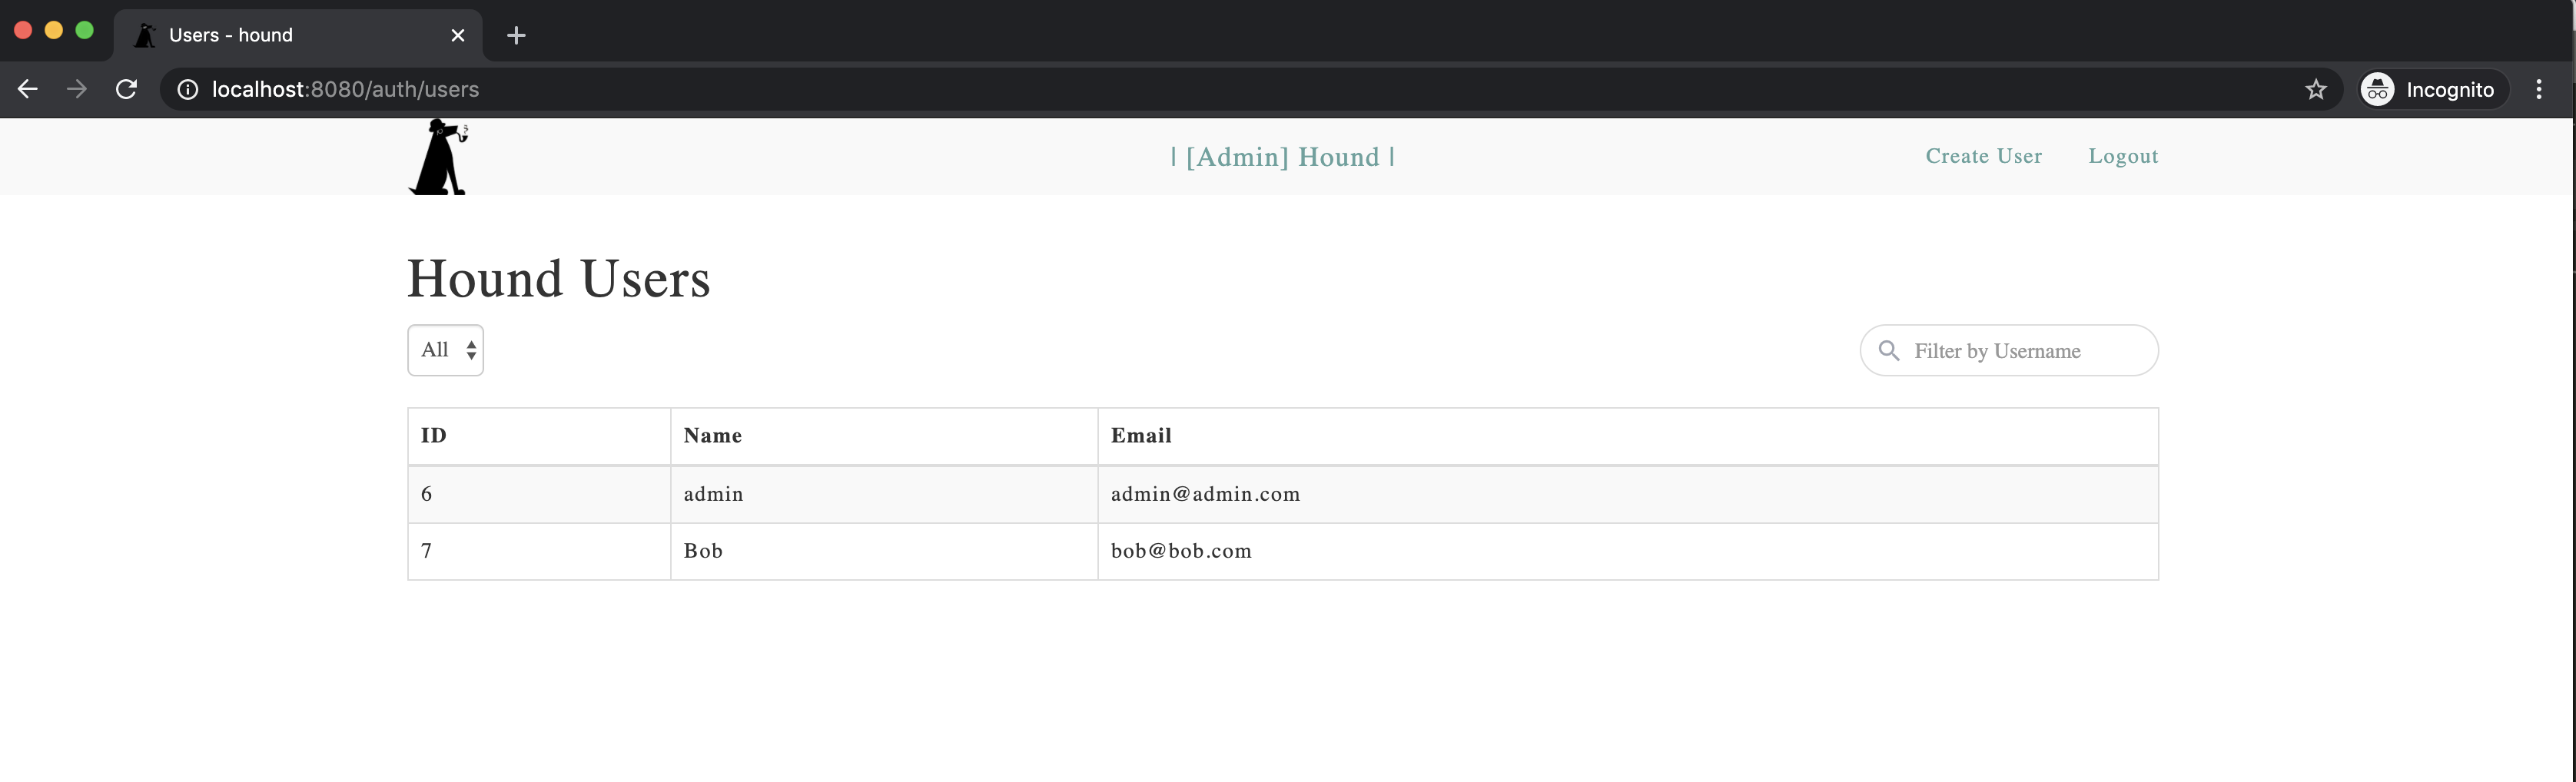 Users - hound
localhost:8080/auth/users
Incognito
| [Admin] Hound |
Create User
Logout
Hound Users
All
Filter by Username
ID Name Email
6 admin admin@admin.com
7 Bob bob@bob.com